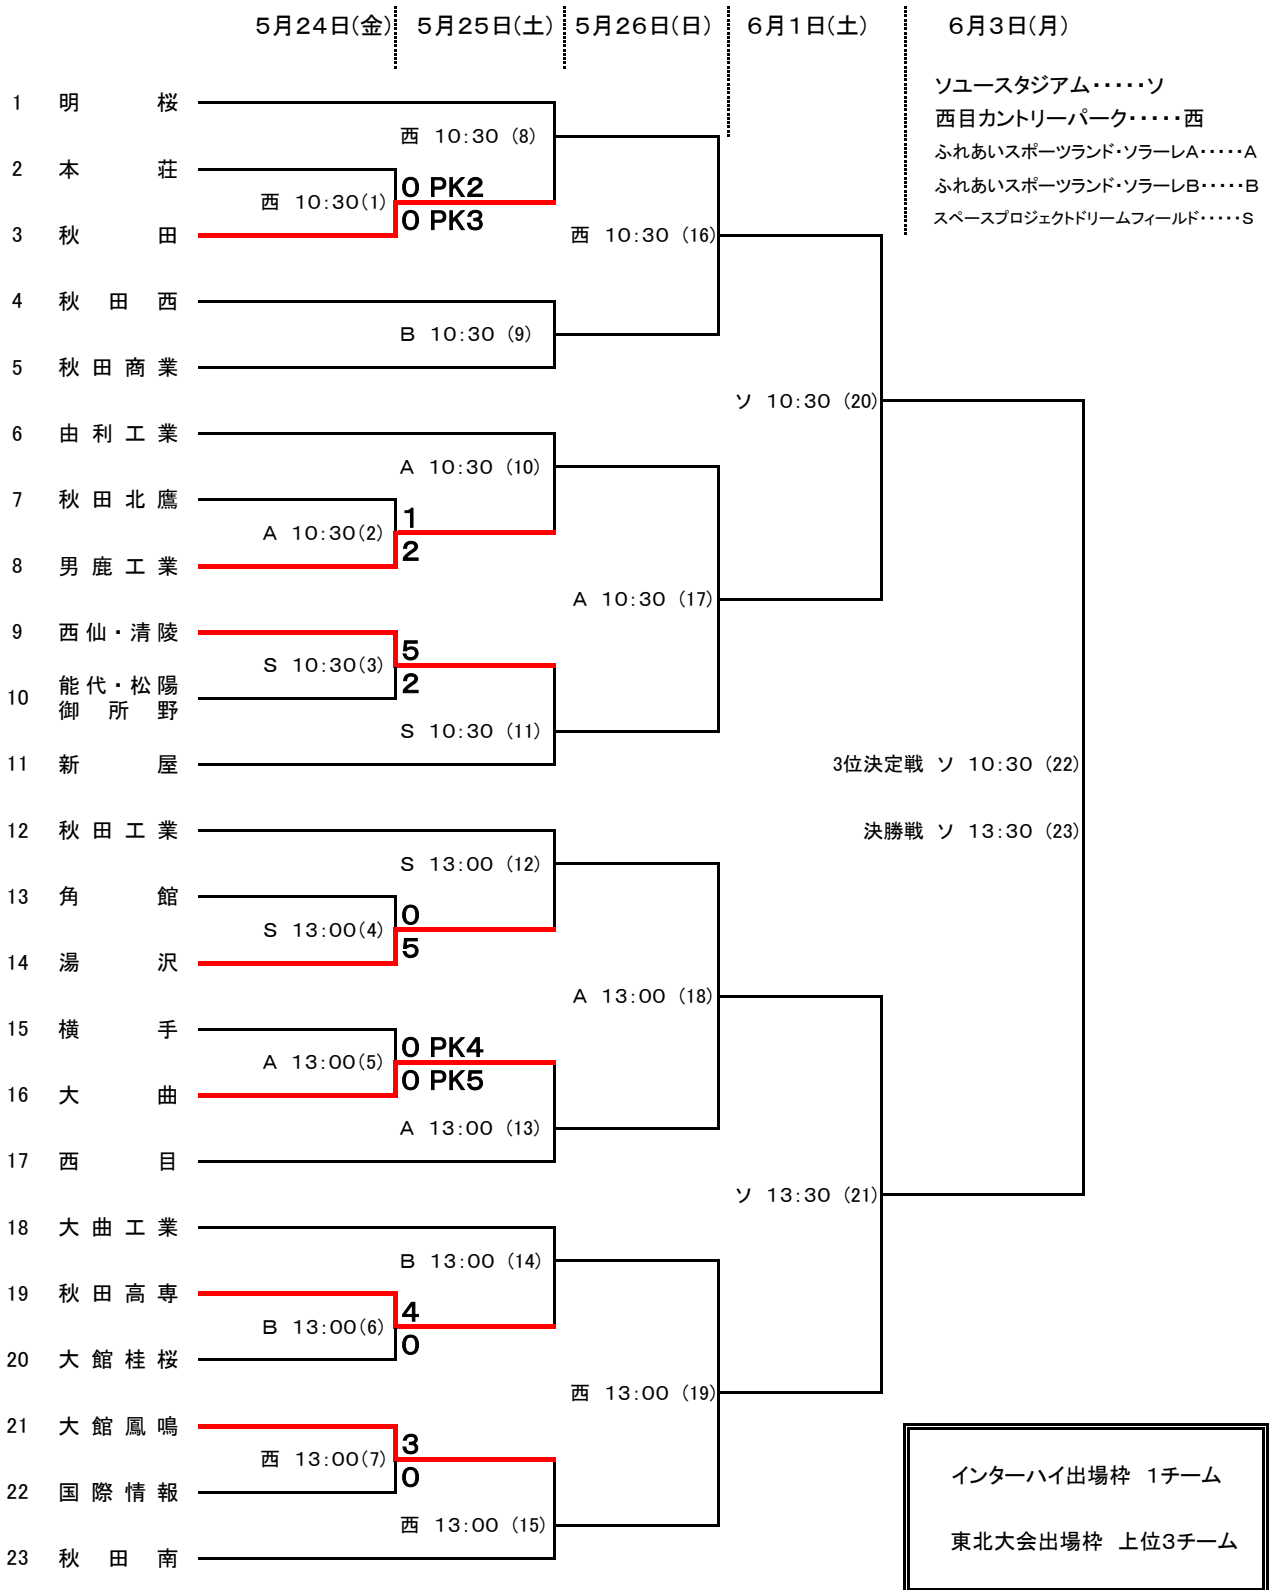 5月24日(金) 5月25日(土) 5月26日(日) 6月1日(土) 6月3日(月)
ソユースタジアム・・・・・ソ
西目カントリーパーク・・・・・西
ふれあいスポーツランド・ソラーレA・・・・・A
ふれあいスポーツランド・ソラーレB・・・・・B
スペースプロジェクトドリームフィールド・・・・・S
1 明桜
西 10:30 (8)
2 本荘
西 10:30(1)
0 PK2
0 PK3
3 秋田
西 10:30 (16)
4 秋田西
B 10:30 (9)
5 秋田商業
ソ 10:30 (20)
6 由利工業
A 10:30 (10)
7 秋田北鷹
A 10:30(2)
1
2
8 男鹿工業
A 10:30 (17)
9 西仙・清陵
S 10:30(3)
5
2
10 能代・松陽
御所野
S 10:30 (11)
11 新屋
3位決定戦 ソ 10:30 (22)
12 秋田工業
決勝戦 ソ 13:30 (23)
S 13:00 (12)
13 角館
S 13:00(4)
0
5
14 湯沢
A 13:00 (18)
15 横手
A 13:00(5)
0 PK4
0 PK5
16 大曲
A 13:00 (13)
17 西目
ソ 13:30 (21)
18 大曲工業
B 13:00 (14)
19 秋田高専
B 13:00(6)
4
0
20 大館桂桜
西 13:00 (19)
21 大館鳳鳴
西 13:00(7)
3
0
22 国際情報
西 13:00 (15)
23 秋田南
インターハイ出場枠 1チーム
東北大会出場枠 上位3チーム